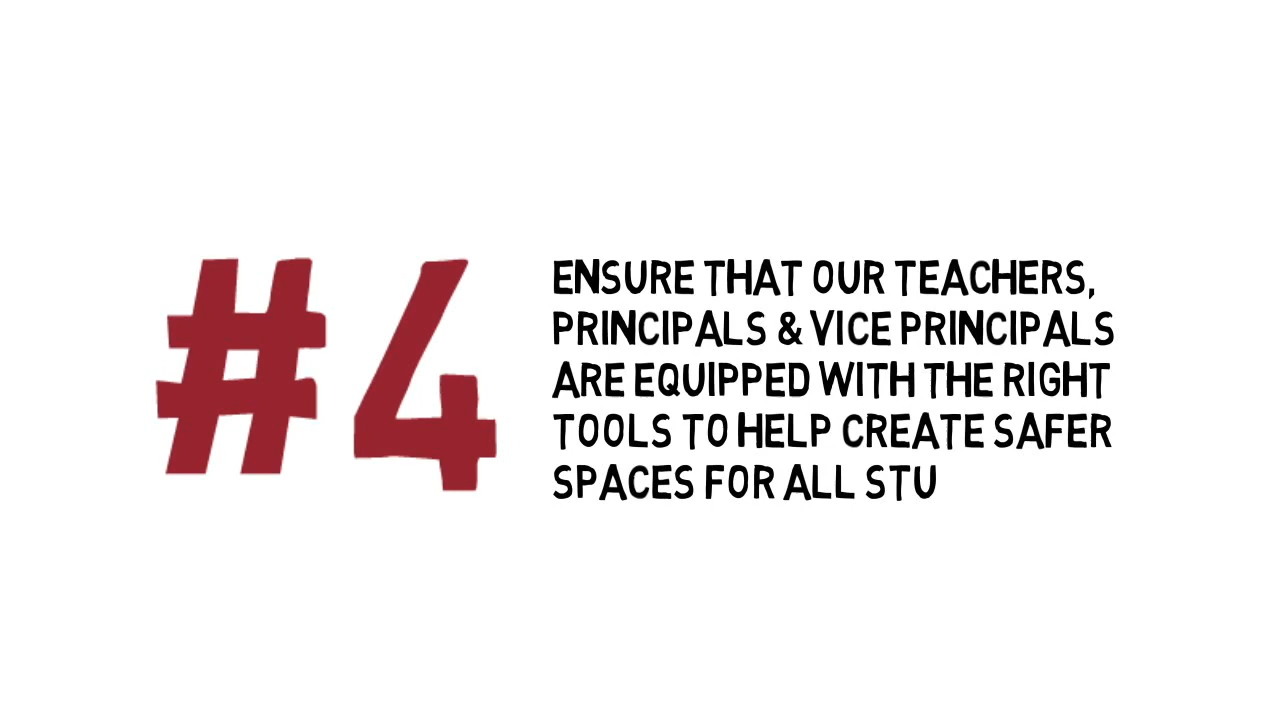 #4
ENSURE THAT OUR TEACHERS,
PRINCIPALS & VICE PRINCIPALS
ARE EQUIPPED WITH THE RIGHT
TOOLS TO HELP CREATE SAFER
SPACES FOR ALL STU